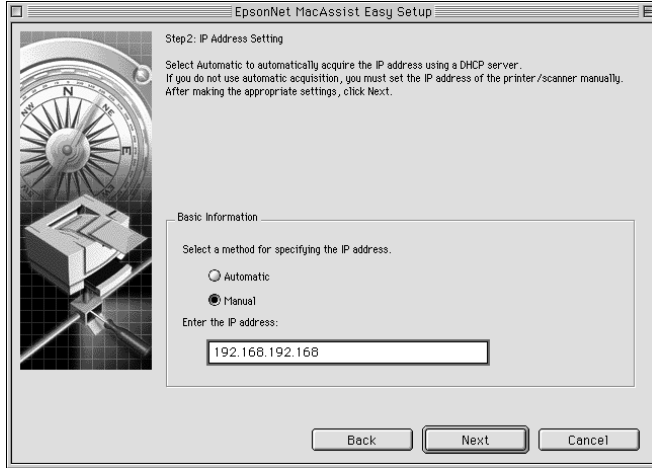 EpsonNet MacAssist Easy Setup
Step2: IP Address Setting
Select Automatic to automatically acquire the IP address using a DHCP server.
If you do not use automatic acquisition, you must set the IP address of the printer/scanner manually.
After making the appropriate settings, click Next.
N
NE
NW
E
Basic Information
Select a method for specifying the IP address.
Automatic
Manual
Enter the IP address:
192.168.192.168
Back
Next
Cancel